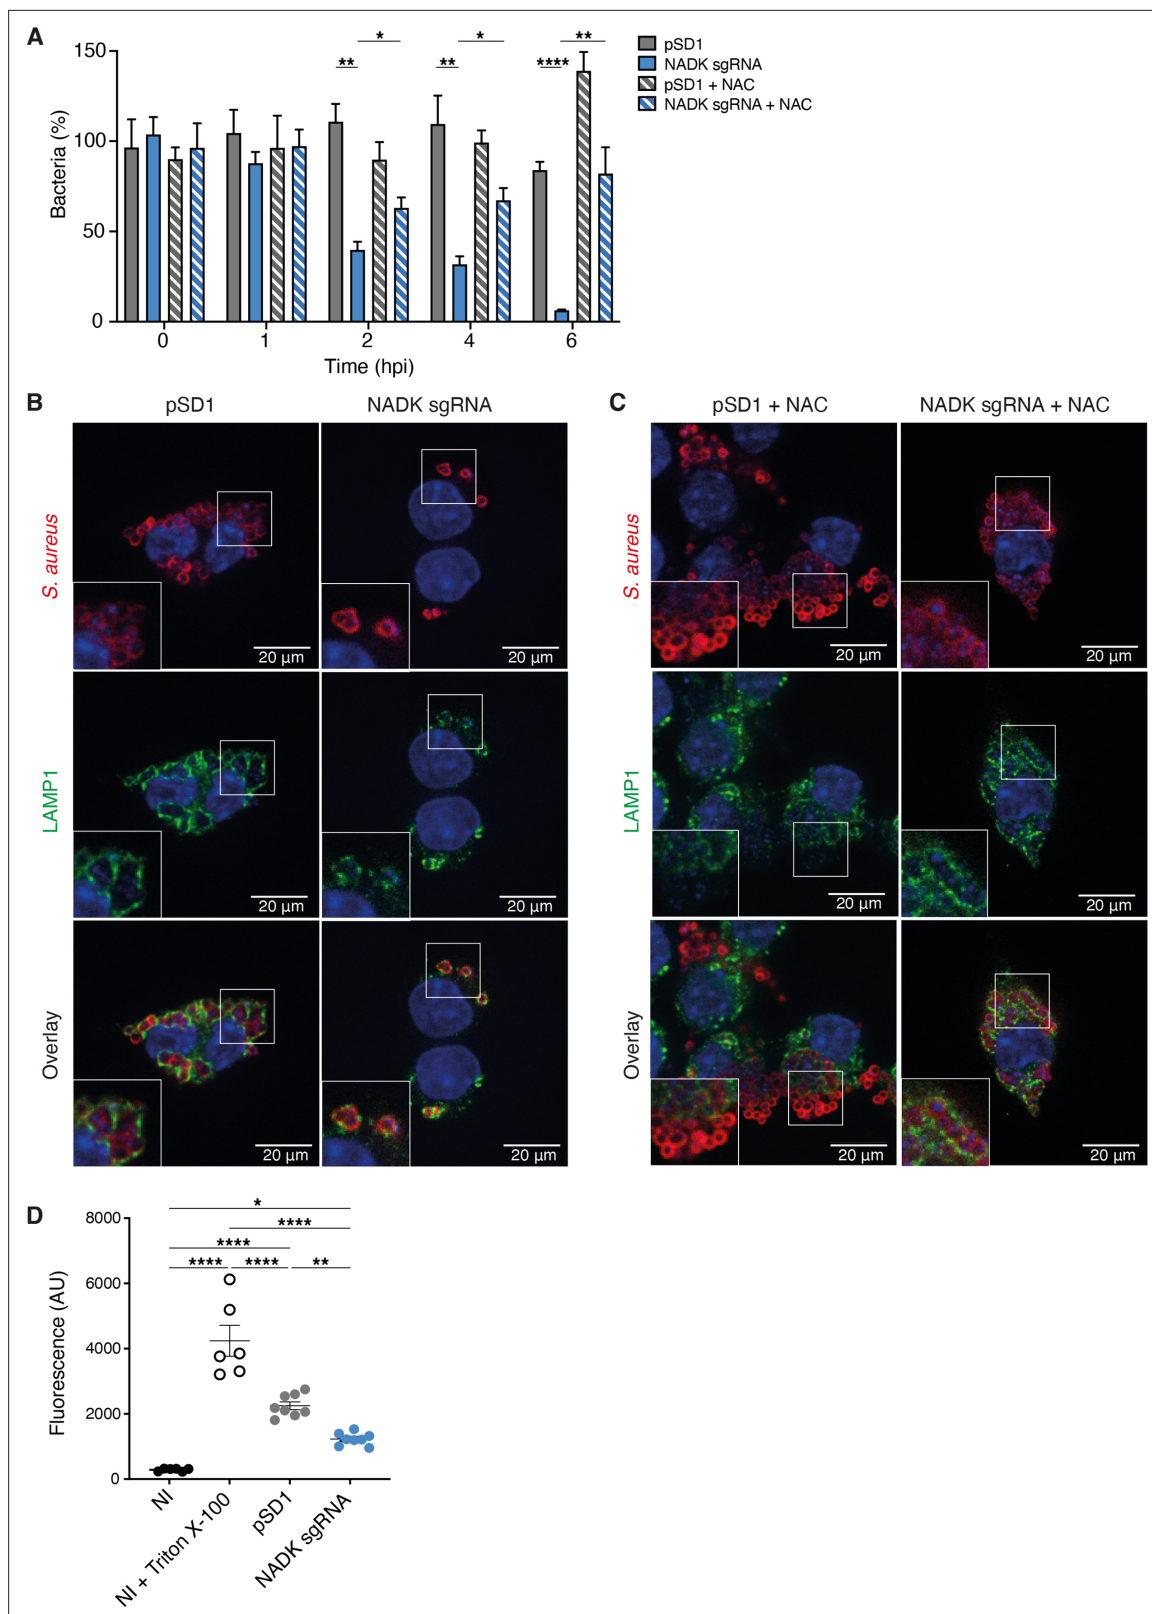 A
150
100
50
0
Bacteria (%)
* * **
** ** ****
0 1 2 4 6
Time (hpi)
pSD1
NADK sgRNA
pSD1 + NAC
NADK sgRNA + NAC
B
pSD1 NADK sgRNA
C
pSD1 + NAC NADK sgRNA + NAC
S. aureus
20 µm 20 µm
S. aureus
20 µm 20 µm
LAMP1
20 µm 20 µm
LAMP1
20 µm 20 µm
Overlay
20 µm 20 µm
Overlay
20 µm 20 µm
D
8000
6000
4000
2000
0
Fluorescence (AU)
*
****
****
**** **** **
NI
NI + Triton X-100
pSD1
NADK sgRNA